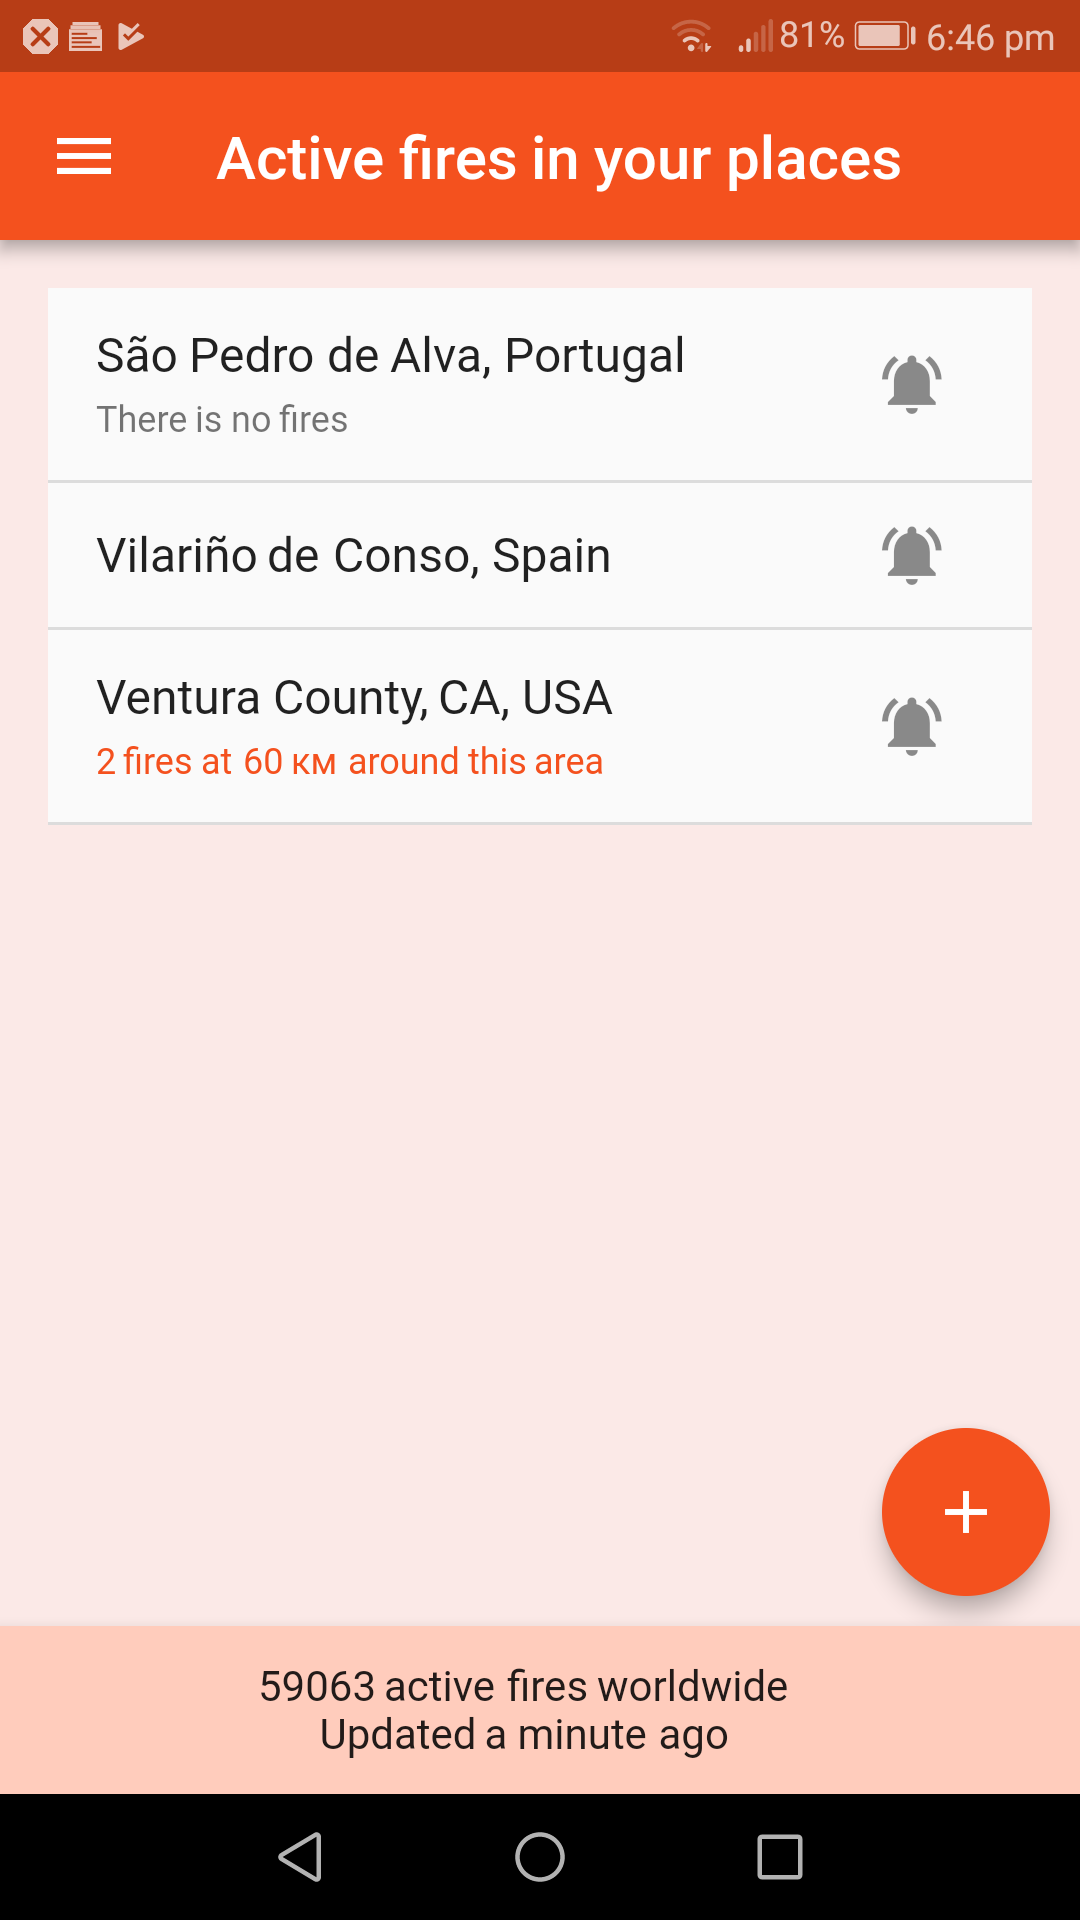 81% 6:46 pm
Active fires in your places
São Pedro de Alva, Portugal
There is no fires
Vilariño de Conso, Spain
Ventura County, CA, USA
2 fires at 60 км around this area
59063 active fires worldwide
Updated a minute ago